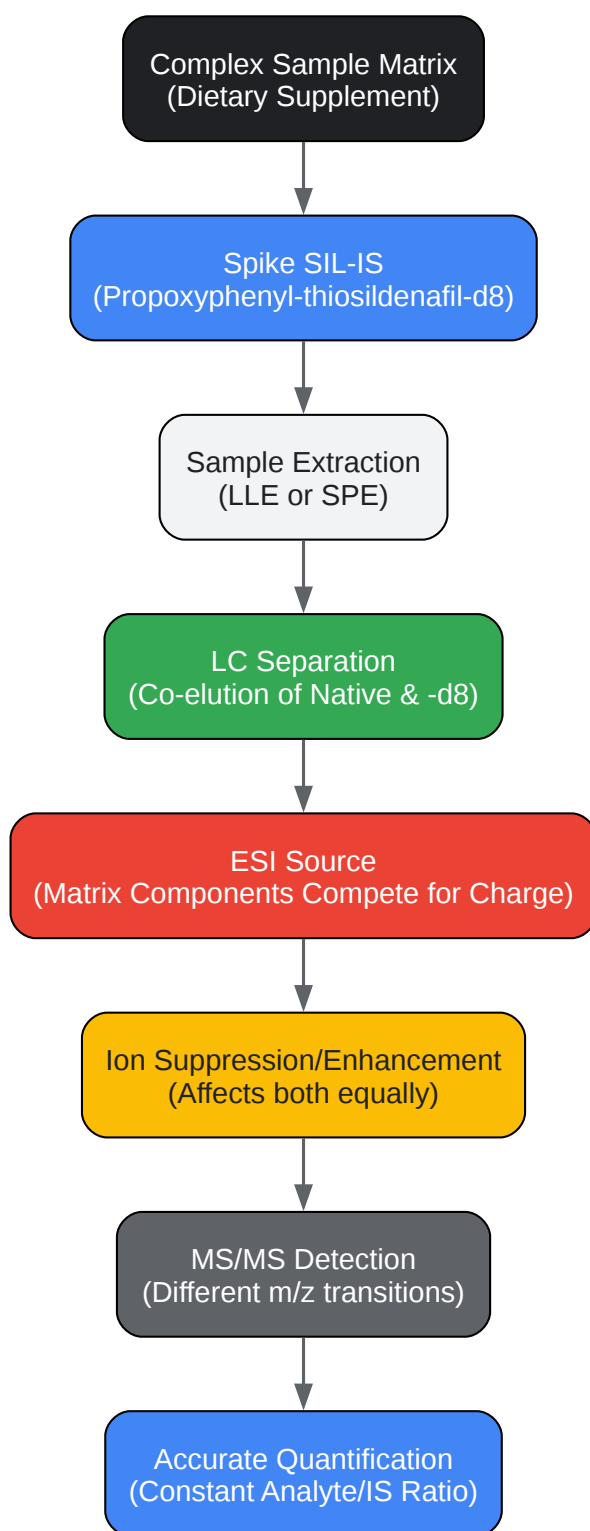 Complex Sample Matrix
(Dietary Supplement)
Spike SIL-IS
(Propoxyphenyl-thiosildenafil-d8)
Sample Extraction
(LLE or SPE)
LC Separation
(Co-elution of Native & -d8)
ESI Source
(Matrix Components Compete for Charge)
Ion Suppression/Enhancement
(Affects both equally)
MS/MS Detection
(Different m/z transitions)
Accurate Quantification
(Constant Analyte/IS Ratio)